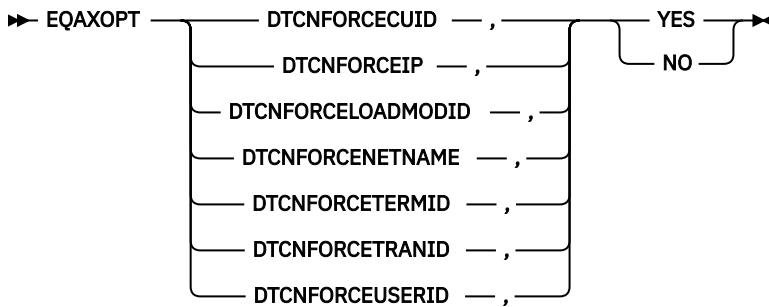 EQAXOPT DTCNFORCECUID , YES
DTCNFORCEIP , NO
DTCNFORCELOADMODID ,
DTCNFORCENETNAME ,
DTCNFORCETERMID ,
DTCNFORCETRANID ,
DTCNFORCEUSERID ,